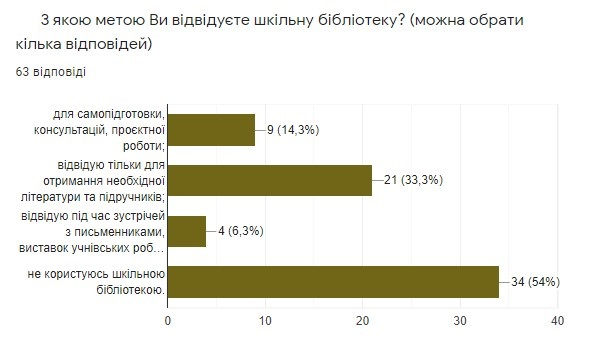 З якою метою Ви відвідуєте шкільну бібліотеку? (можна обрати
кілька відповідей)
63 відповіді
для самопідготовки,
консультацій, проєктної
роботи;
9 (14,3%)
відвідую тільки для
отримання необхідної
літератури та підручників;
21 (33,3%)
відвідую під час зустрічей
з письменниками,
виставок учнівських роб…
4 (6,3%)
не користуюсь шкільною
бібліотекою.
34 (54%)
0 10 20 30 40